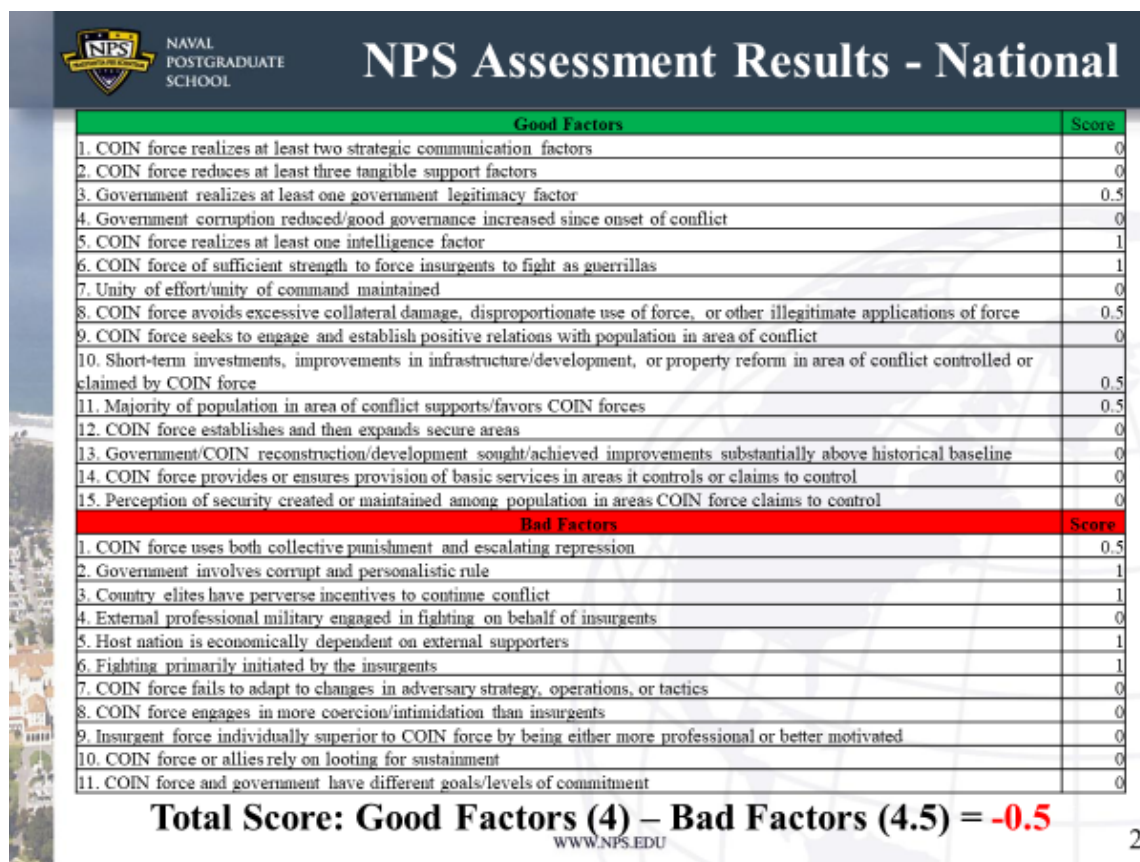 NPS
NAVAL
POSTGRADUATE
SCHOOL
NPS Assessment Results - National
Good Factors Score
1. COIN force realizes at least two strategic communication factors 0
2. COIN force reduces at least three tangible support factors 0
3. Government realizes at least one government legitimacy factor 0.5
4. Government corruption reduced/good governance increased since onset of conflict 0
5. COIN force realizes at least one intelligence factor 1
6. COIN force of sufficient strength to force insurgents to fight as guerrillas 1
7. Unity of effort/unity of command maintained 0
8. COIN force avoids excessive collateral damage, disproportionate use of force, or other illegitimate applications of force 0.5
9. COIN force seeks to engage and establish positive relations with population in area of conflict 0
10. Short-term investments, improvements in infrastructure/development, or property reform in area of conflict controlled or
claimed by COIN force 0.5
11. Majority of population in area of conflict supports/favors COIN forces 0.5
12. COIN force establishes and then expands secure areas 0
13. Government/COIN reconstruction/development sought/achieved improvements substantially above historical baseline 0
14. COIN force provides or ensures provision of basic services in areas it controls or claims to control 0
15. Perception of security created or maintained among population in areas COIN force claims to control 0
Bad Factors Score
1. COIN force uses both collective punishment and escalating repression 0.5
2. Government involves corrupt and personalistic rule 1
3. Country elites have perverse incentives to continue conflict 1
4. External professional military engaged in fighting on behalf of insurgents 0
5. Host nation is economically dependent on external supporters 1
6. Fighting primarily initiated by the insurgents 1
7. COIN force fails to adapt to changes in adversary strategy, operations, or tactics 0
8. COIN force engages in more coercion/intimidation than insurgents 0
9. Insurgent force individually superior to COIN force by being either more professional or better motivated 0
10. COIN force or allies rely on looting for sustainment 0
11. COIN force and government have different goals/levels of commitment 0
Total Score: Good Factors (4) – Bad Factors (4.5) = -0.5
WWW.NPS.EDU
2